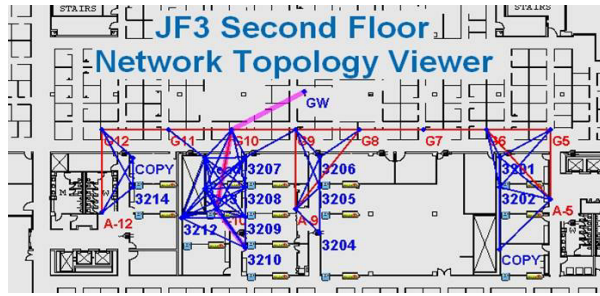 STAIRS
STAIRS
JF3 Second Floor
Network Topology Viewer
GW
G12 G11 G10 G9 G8 G7 G6 G5
COPY 3207 3206 3201
3214 3208 3205 3202
A-12 3212 3209 A-9 3204 A-5
3210 COPY